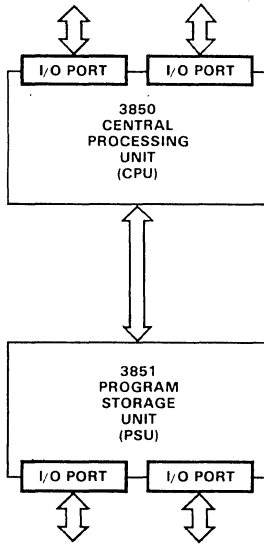 I/O PORT I/O PORT
3850
CENTRAL
PROCESSING
UNIT
(CPU)
3851
PROGRAM
STORAGE
UNIT
(PSU)
I/O PORT I/O PORT